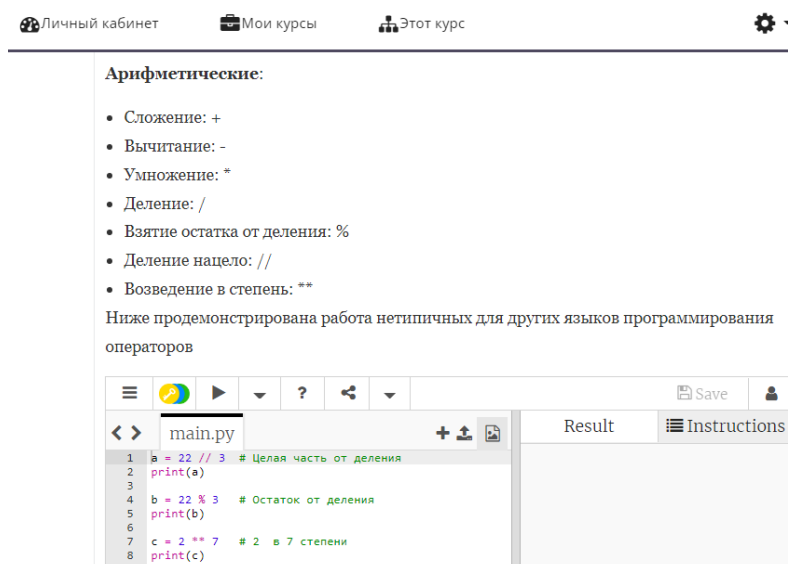 Личный кабинет Мои курсы Этот курс
Арифметические:
• Сложение: +
• Вычитание: -
• Умножение: *
• Деление: /
• Взятие остатка от деления: %
• Деление нацело: //
• Возведение в степень: **
Ниже продемонстрирована работа нетипичных для других языков программирования
операторов
? Save
main.py Result Instructions
1 a = 22 // 3 # Целая часть от деления
2 print(a)
3
4 b = 22 % 3 # Остаток от деления
5 print(b)
6
7 c = 2 ** 7 # 2 в 7 степени
8 print(c)